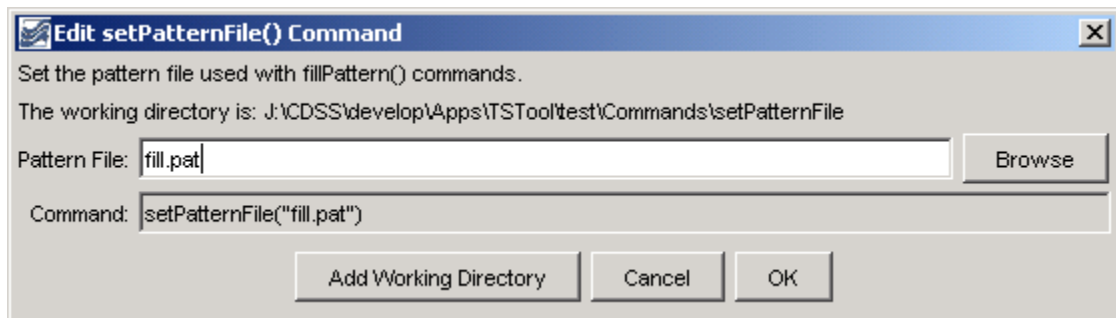 Edit setPatternFile() Command
Set the pattern file used with fillPattern() commands.
The working directory is: J:\CDSS\develop\Apps\TSTool\test\Commands\setPatternFile
Pattern File: fill.pat Browse
Command: setPatternFile("fill.pat")
Add Working Directory Cancel OK